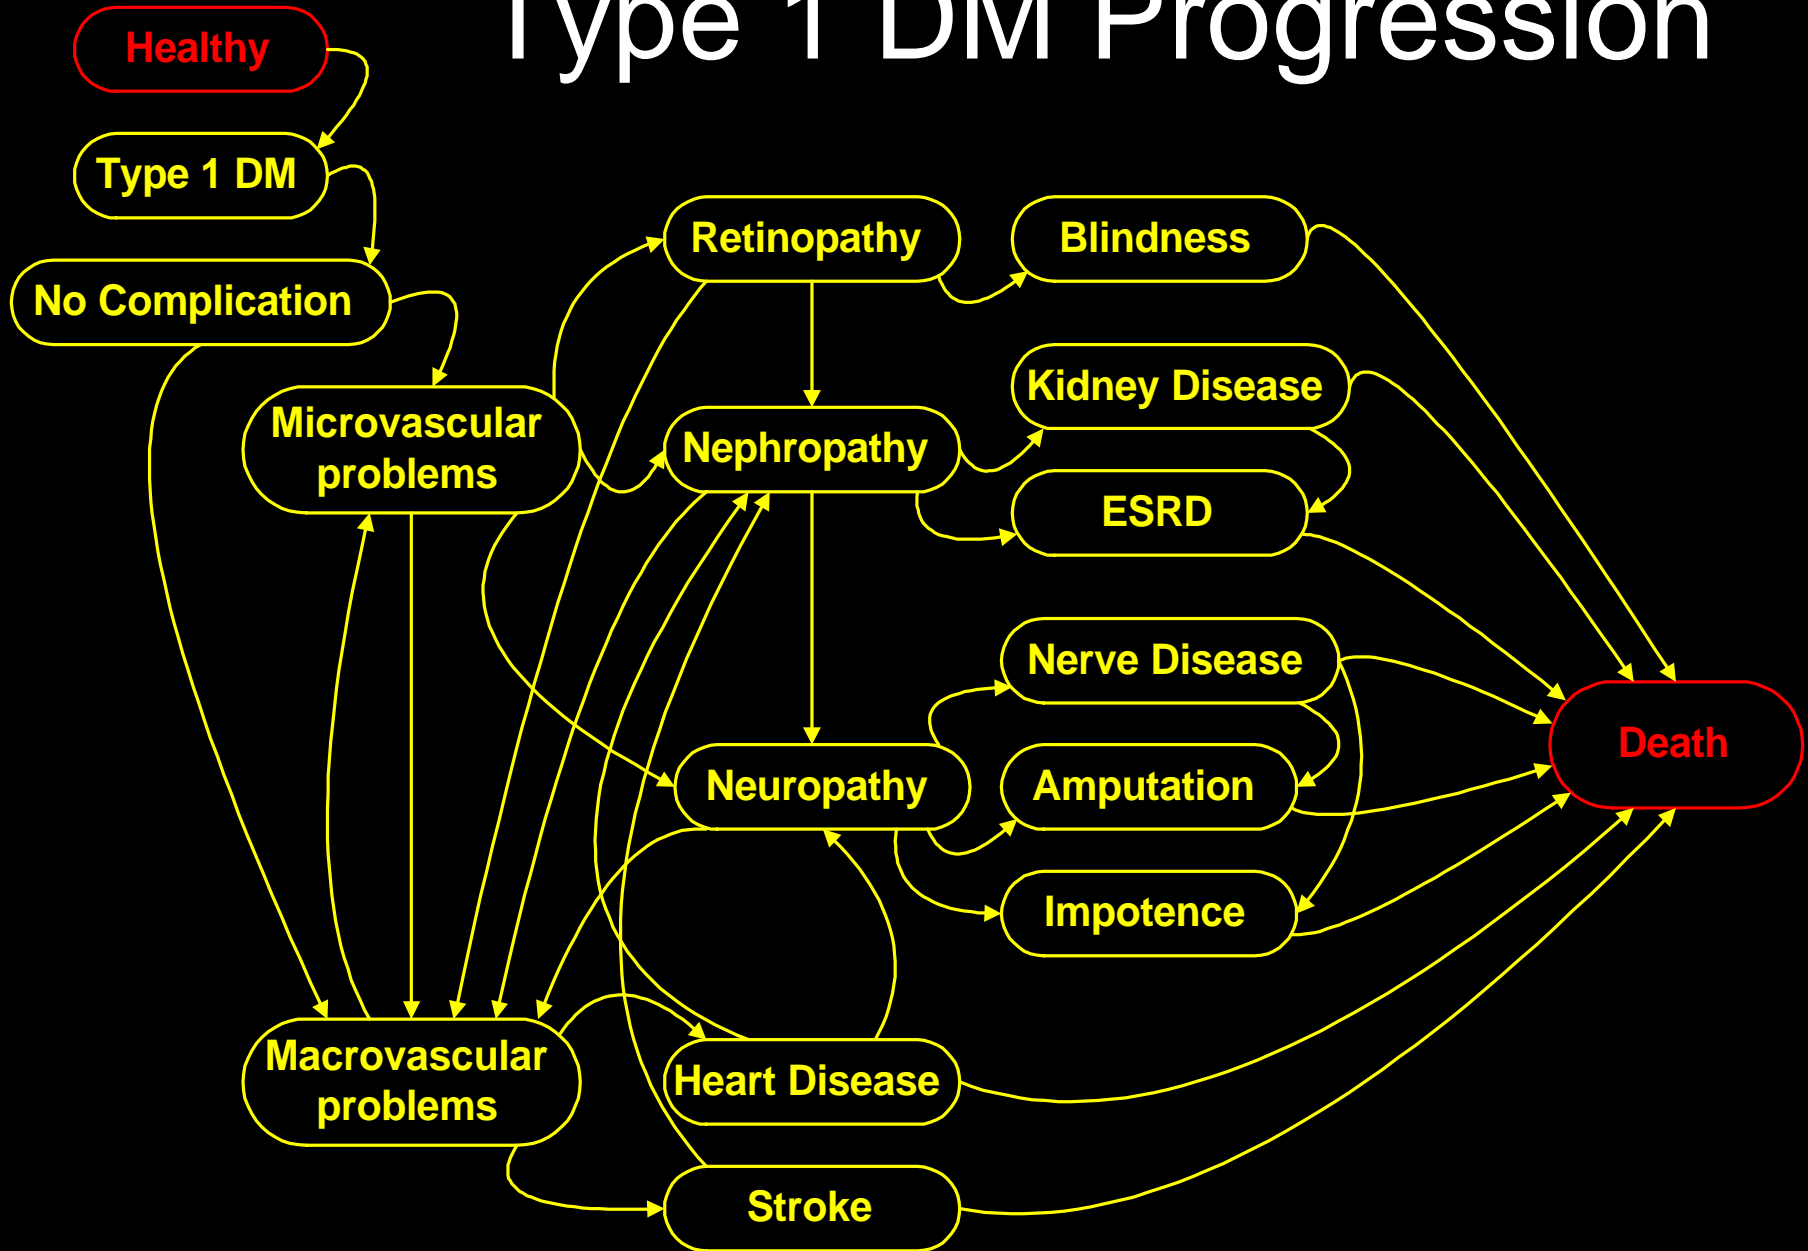 Type 1 DM Progression
Healthy
Type 1 DM
No Complication
Microvascular
problems
Macrovascular
problems
Retinopathy
Nephropathy
Neuropathy
Heart Disease
Stroke
Blindness
Kidney Disease
ESRD
Nerve Disease
Amputation
Impotence
Death